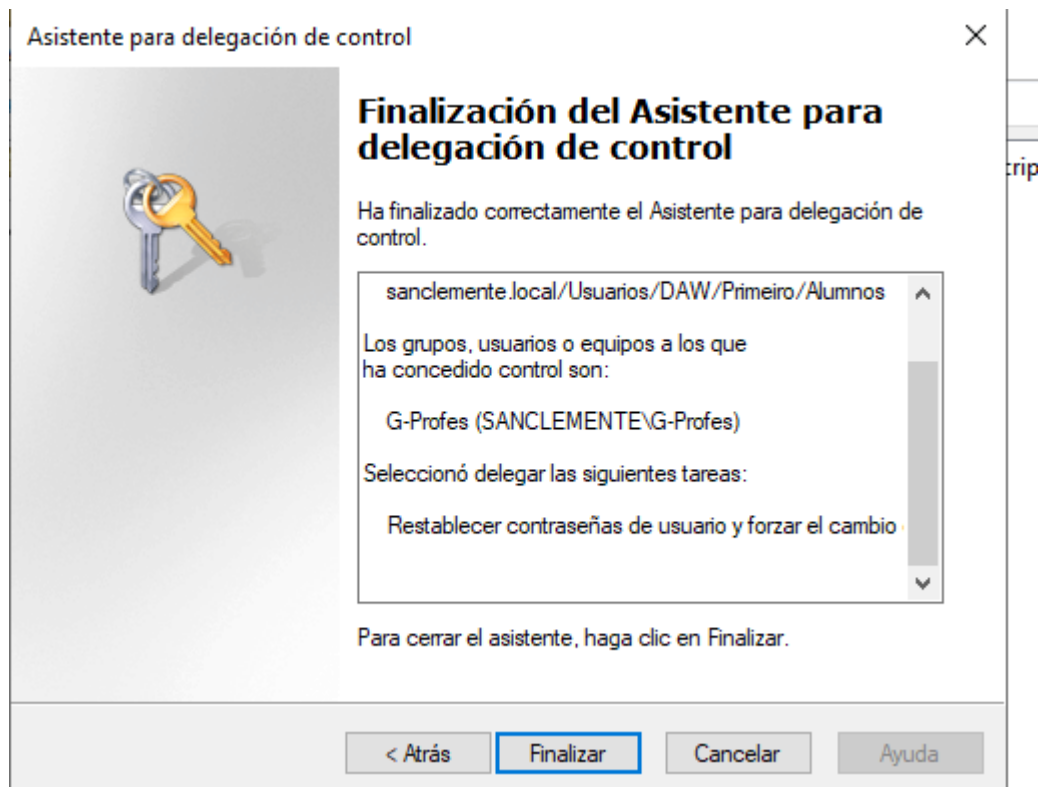 Asistente para delegación de control
Finalización del Asistente para
delegación de control
Ha finalizado correctamente el Asistente para delegación de
control.
sanclemente.local/Usuarios/DAW/Primeiro/Alumnos
Los grupos, usuarios o equipos a los que
ha concedido control son:
G-Profes (SANCLEMENTE\G-Profes)
Seleccionó delegar las siguientes tareas:
Restablecer contraseñas de usuario y forzar el cambio
Para cerrar el asistente, haga clic en Finalizar.
< Atrás
Finalizar
Cancelar
Ayuda